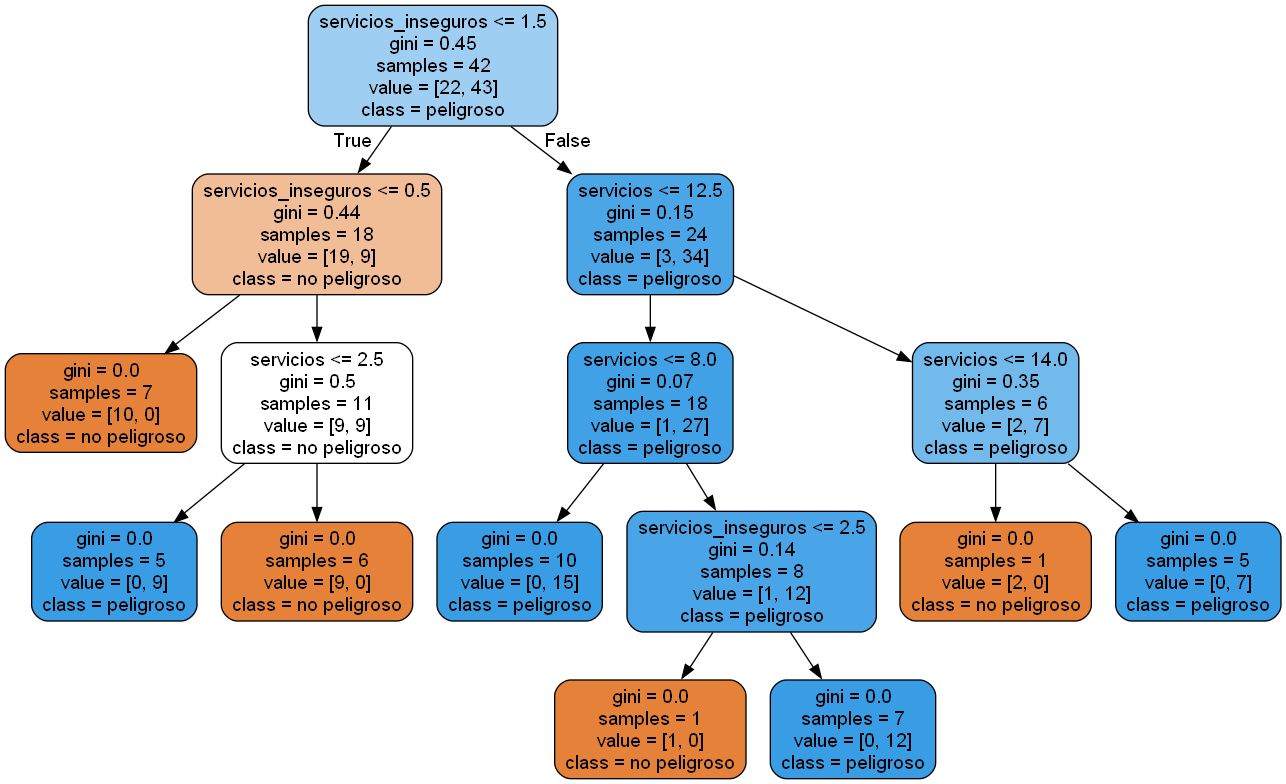 servicios_inseguros <= 1.5
gini = 0.45
samples = 42
value = [22, 43]
class = peligroso
True
False
servicios_inseguros <= 0.5
gini = 0.44
samples = 18
value = [19, 9]
class = no peligroso
servicios <= 12.5
gini = 0.15
samples = 24
value = [3, 34]
class = peligroso
gini = 0.0
samples = 7
value = [10, 0]
class = no peligroso
servicios <= 2.5
gini = 0.5
samples = 11
value = [9, 9]
class = no peligroso
servicios <= 8.0
gini = 0.07
samples = 18
value = [1, 27]
class = peligroso
servicios <= 14.0
gini = 0.35
samples = 6
value = [2, 7]
class = peligroso
gini = 0.0
samples = 5
value = [0, 9]
class = peligroso
gini = 0.0
samples = 6
value = [9, 0]
class = no peligroso
gini = 0.0
samples = 10
value = [0, 15]
class = peligroso
servicios_inseguros <= 2.5
gini = 0.14
samples = 8
value = [1, 12]
class = peligroso
gini = 0.0
samples = 1
value = [2, 0]
class = no peligroso
gini = 0.0
samples = 5
value = [0, 7]
class = peligroso
gini = 0.0
samples = 1
value = [1, 0]
class = no peligroso
gini = 0.0
samples = 7
value = [0, 12]
class = peligroso